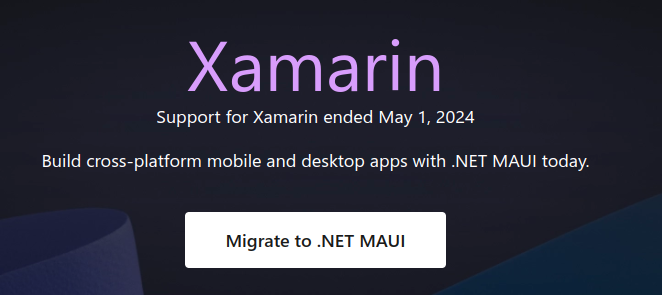 Xamarin
Support for Xamarin ended May 1, 2024
Build cross-platform mobile and desktop apps with .NET MAUI today.
Migrate to .NET MAUI